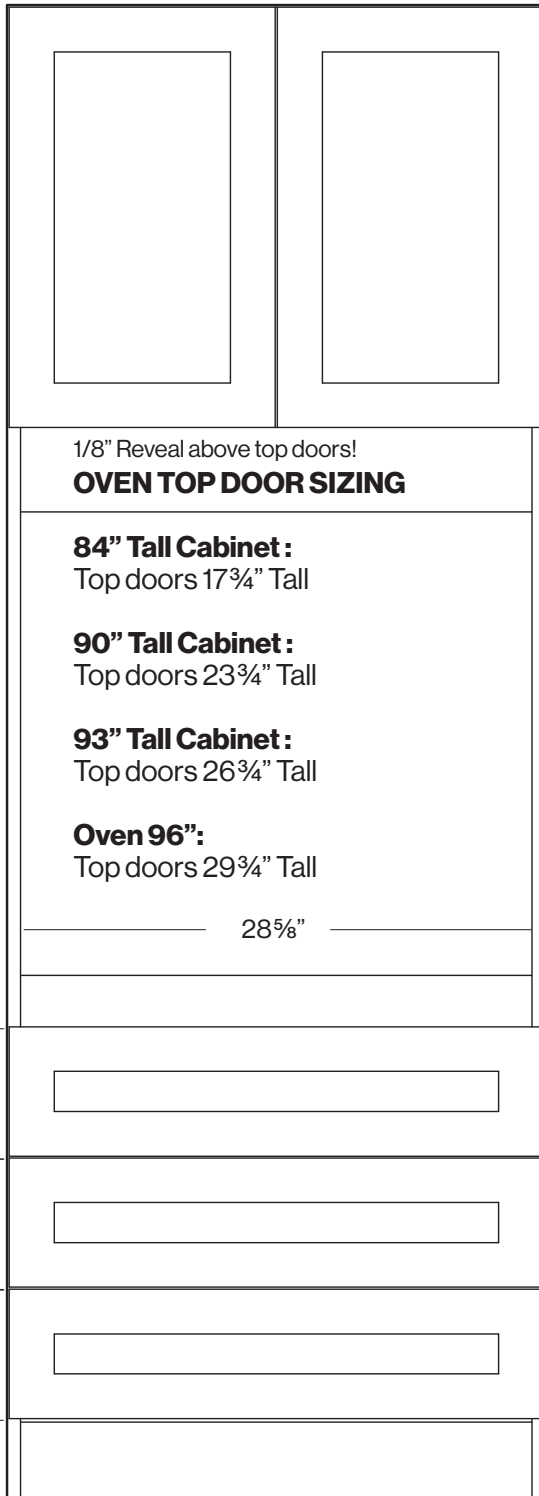 1/8” Reveal above top doors!
OVEN TOP DOOR SIZING
84” Tall Cabinet :
Top doors 17¾” Tall
90” Tall Cabinet :
Top doors 23¾” Tall
93” Tall Cabinet :
Top doors 26¾” Tall
Oven 96”:
Top doors 29¾” Tall
28⅝”